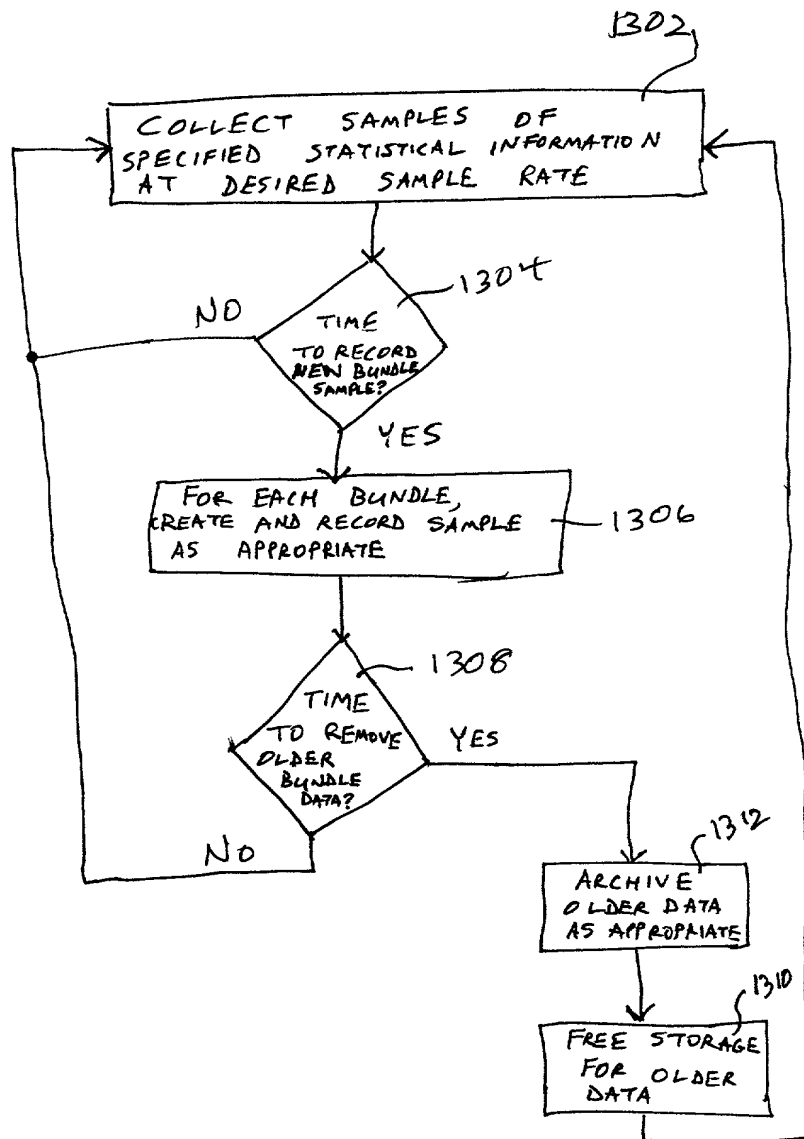 1302
COLLECT SAMPLES OF
SPECIFIED STATISTICAL INFORMATION
AT DESIRED SAMPLE RATE
1304
NO
TIME
TO RECORD
NEW BUNDLE
SAMPLE?
YES
FOR EACH BUNDLE,
CREATE AND RECORD SAMPLE
AS APPROPRIATE
1306
1308
TIME
TO REMOVE
OLDER
BUNDLE
DATA?
YES
NO
1312
ARCHIVE
OLDER DATA
AS APPROPRIATE
1310
FREE STORAGE
FOR OLDER
DATA